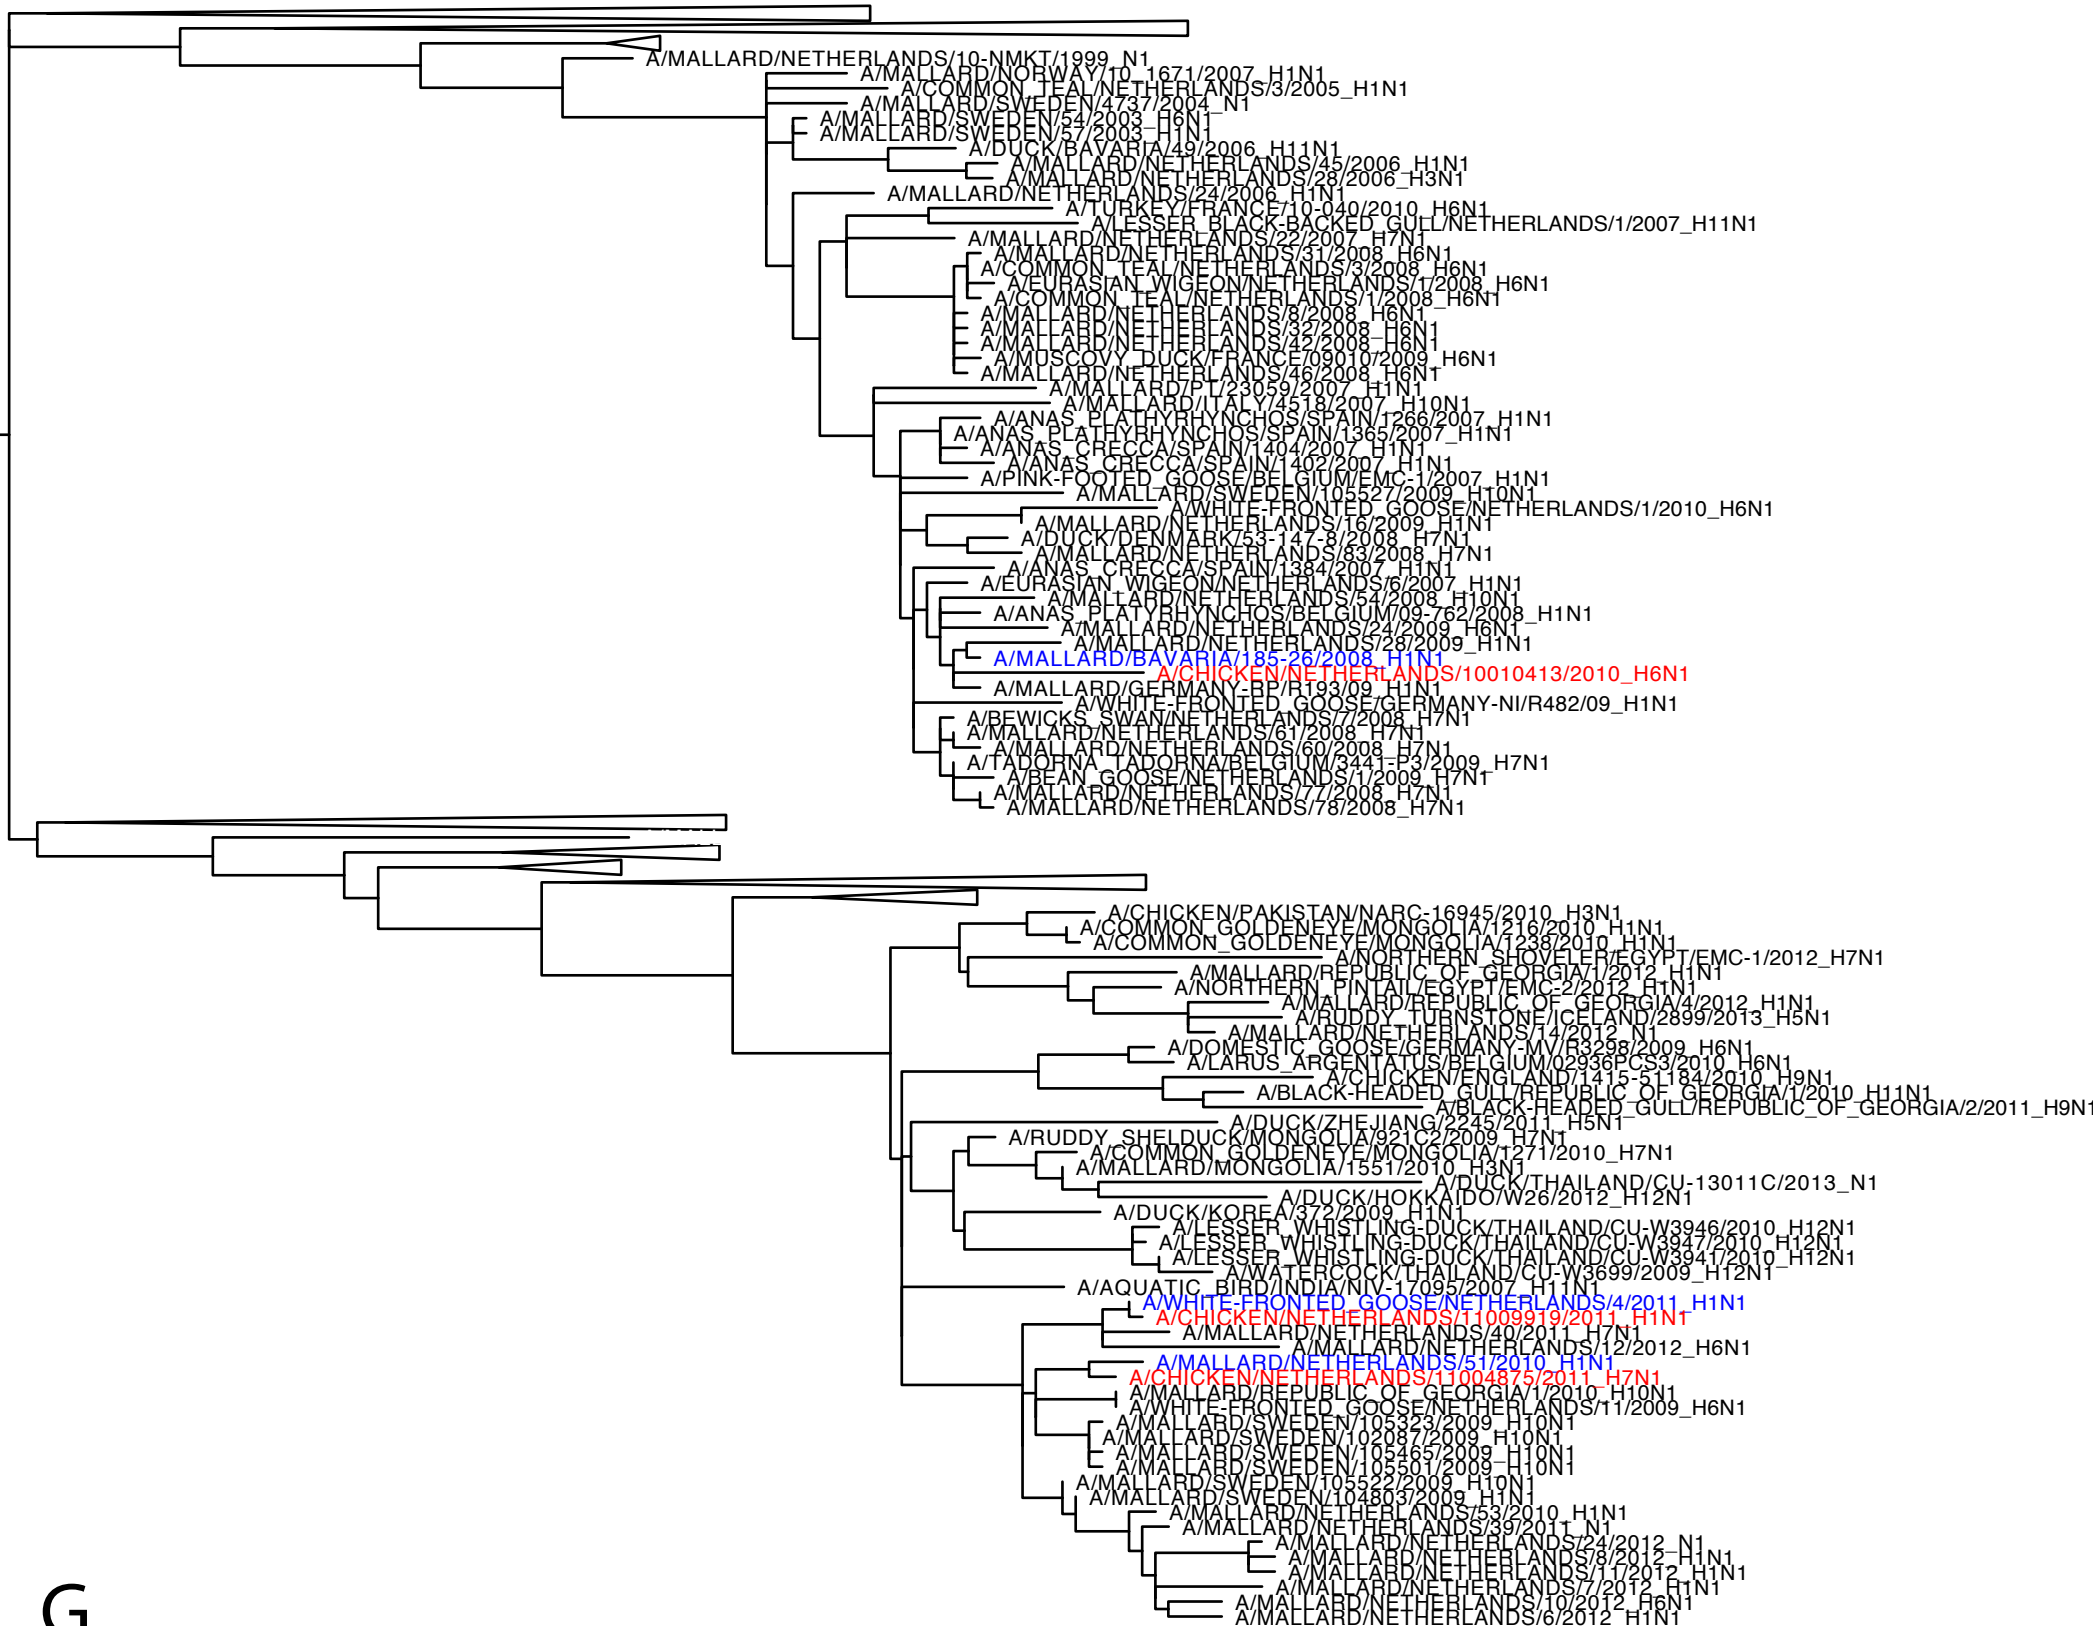 A/MALLARD/NETHERLANDS/10-NMKT/1999_N1
A/MALLARD/NORWAY/10_1671/2007_H1N1
A/COMMON_TEAL/NETHERLANDS/3/2005_H1N1
A/MALLARD/SWEDEN/4737/2004_N1
A/MALLARD/SWEDEN/54/2003_H6N1
A/MALLARD/SWEDEN/57/2003_H1N1
A/DUCK/BAVARIA/49/2006_H11N1
A/MALLARD/NETHERLANDS/45/2006_H1N1
A/MALLARD/NETHERLANDS/28/2006_H3N1
A/MALLARD/NETHERLANDS/24/2006_H1N1
A/TURKEY/FRANCE/10-040/2010_H6N1
A/LESSER_BLACK-BACKED_GULL/NETHERLANDS/1/2007_H11N1
A/MALLARD/NETHERLANDS/22/2007_H7N1
A/MALLARD/NETHERLANDS/31/2008_H6N1
A/COMMON_TEAL/NETHERLANDS/3/2008_H6N1
A/EURASIAN_WIGEON/NETHERLANDS/1/2008_H6N1
A/COMMON_TEAL/NETHERLANDS/1/2008_H6N1
A/MALLARD/NETHERLANDS/8/2008_H6N1
A/MALLARD/NETHERLANDS/32/2008_H6N1
A/MALLARD/NETHERLANDS/42/2008_H6N1
A/MUSCOVY_DUCK/FRANCE/09010/2009_H6N1
A/MALLARD/NETHERLANDS/46/2008_H6N1
A/MALLARD/PT/23059/2007_H1N1
A/MALLARD/ITALY/4518/2007_H10N1
A/ANAS_PLATHYRHYNCHOS/SPAIN/1266/2007_H1N1
A/ANAS_PLATHYRHYNCHOS/SPAIN/1365/2007_H1N1
A/ANAS_CRECCA/SPAIN/1404/2007_H1N1
A/ANAS_CRECCA/SPAIN/1402/2007_H1N1
A/PINK-FOOTED_GOOSE/BELGIUM/EMC-1/2007_H1N1
A/MALLARD/SWEDEN/105527/2009_H10N1
A/WHITE-FRONTED_GOOSE/NETHERLANDS/1/2010_H6N1
A/MALLARD/NETHERLANDS/16/2009_H1N1
A/DUCK/DENMARK/53-147-8/2008_H7N1
A/MALLARD/NETHERLANDS/83/2008_H7N1
A/ANAS_CRECCA/SPAIN/1384/2007_H1N1
A/EURASIAN_WIGEON/NETHERLANDS/6/2007_H1N1
A/MALLARD/NETHERLANDS/54/2008_H10N1
A/ANAS_PLATYRHYNCHOS/BELGIUM/09-762/2008_H1N1
A/MALLARD/NETHERLANDS/24/2009_H6N1
A/MALLARD/NETHERLANDS/28/2009_H1N1
A/MALLARD/BAVARIA/185-26/2008_H1N1
A/CHICKEN/NETHERLANDS/10010413/2010_H6N1
A/MALLARD/GERMANY-RP/R193/09_H1N1
A/WHITE-FRONTED_GOOSE/GERMANY-NI/R482/09_H1N1
A/BEWICKS_SWAN/NETHERLANDS/7/2008_H7N1
A/MALLARD/NETHERLANDS/61/2008_H7N1
A/MALLARD/NETHERLANDS/60/2008_H7N1
A/TADORNA_TADORNA/BELGIUM/3441-P3/2009_H7N1
A/BEAN_GOOSE/NETHERLANDS/1/2009_H7N1
A/MALLARD/NETHERLANDS/77/2008_H7N1
A/MALLARD/NETHERLANDS/78/2008_H7N1
A/CHICKEN/PAKISTAN/NARC-16945/2010_H3N1
A/COMMON_GOLDENEYE/MONGOLIA/1216/2010_H1N1
A/COMMON_GOLDENEYE/MONGOLIA/1238/2010_H1N1
A/NORTHERN_SHOVELER/EGYPT/EMC-1/2012_H7N1
A/MALLARD/REPUBLIC_OF_GEORGIA/1/2012_H1N1
A/NORTHERN_PINTAIL/EGYPT/EMC-2/2012_H1N1
A/MALLARD/REPUBLIC_OF_GEORGIA/4/2012_H1N1
A/RUDDY_TURNSTONE/ICELAND/2899/2013_H5N1
A/MALLARD/NETHERLANDS/14/2012_N1
A/DOMESTIC_GOOSE/GERMANY-MV/R3298/2009_H6N1
A/LARUS_ARGENTATUS/BELGIUM/02936PCS3/2010_H6N1
A/CHICKEN/ENGLAND/1415-51184/2010_H9N1
A/BLACK-HEADED_GULL/REPUBLIC_OF_GEORGIA/1/2010_H11N1
A/BLACK-HEADED_GULL/REPUBLIC_OF_GEORGIA/2/2011_H9N1
A/DUCK/ZHEJIANG/2245/2011_H5N1
A/RUDDY_SHELDUCK/MONGOLIA/921C2/2009_H7N1
A/COMMON_GOLDENEYE/MONGOLIA/1271/2010_H7N1
A/MALLARD/MONGOLIA/1551/2010_H3N1
A/DUCK/THAILAND/CU-13011C/2013_N1
A/DUCK/HOKKAIDO/W26/2012_H12N1
A/DUCK/KOREA/372/2009_H1N1
A/LESSER_WHISTLING-DUCK/THAILAND/CU-W3946/2010_H12N1
A/LESSER_WHISTLING-DUCK/THAILAND/CU-W3947/2010_H12N1
A/LESSER_WHISTLING-DUCK/THAILAND/CU-W3941/2010_H12N1
A/WATERCOCK/THAILAND/CU-W3699/2009_H12N1
A/AQUATIC_BIRD/INDIA/NIV-17095/2007_H11N1
A/WHITE-FRONTED_GOOSE/NETHERLANDS/4/2011_H1N1
A/CHICKEN/NETHERLANDS/11009919/2011_H1N1
A/MALLARD/NETHERLANDS/40/2011_H7N1
A/MALLARD/NETHERLANDS/12/2012_H6N1
A/MALLARD/NETHERLANDS/51/2010_H1N1
A/CHICKEN/NETHERLANDS/11004875/2011_H7N1
A/MALLARD/REPUBLIC_OF_GEORGIA/1/2010_H10N1
A/WHITE-FRONTED_GOOSE/NETHERLANDS/11/2009_H6N1
A/MALLARD/SWEDEN/105323/2009_H10N1
A/MALLARD/SWEDEN/102087/2009_H10N1
A/MALLARD/SWEDEN/105465/2009_H10N1
A/MALLARD/SWEDEN/105501/2009_H10N1
A/MALLARD/SWEDEN/105522/2009_H10N1
A/MALLARD/SWEDEN/104803/2009_H1N1
A/MALLARD/NETHERLANDS/53/2010_H1N1
A/MALLARD/NETHERLANDS/39/2011_N1
A/MALLARD/NETHERLANDS/24/2012_N1
A/MALLARD/NETHERLANDS/8/2012_H1N1
A/MALLARD/NETHERLANDS/11/2012_H1N1
A/MALLARD/NETHERLANDS/7/2012_H1N1
A/MALLARD/NETHERLANDS/10/2012_H6N1
A/MALLARD/NETHERLANDS/6/2012_H1N1
G